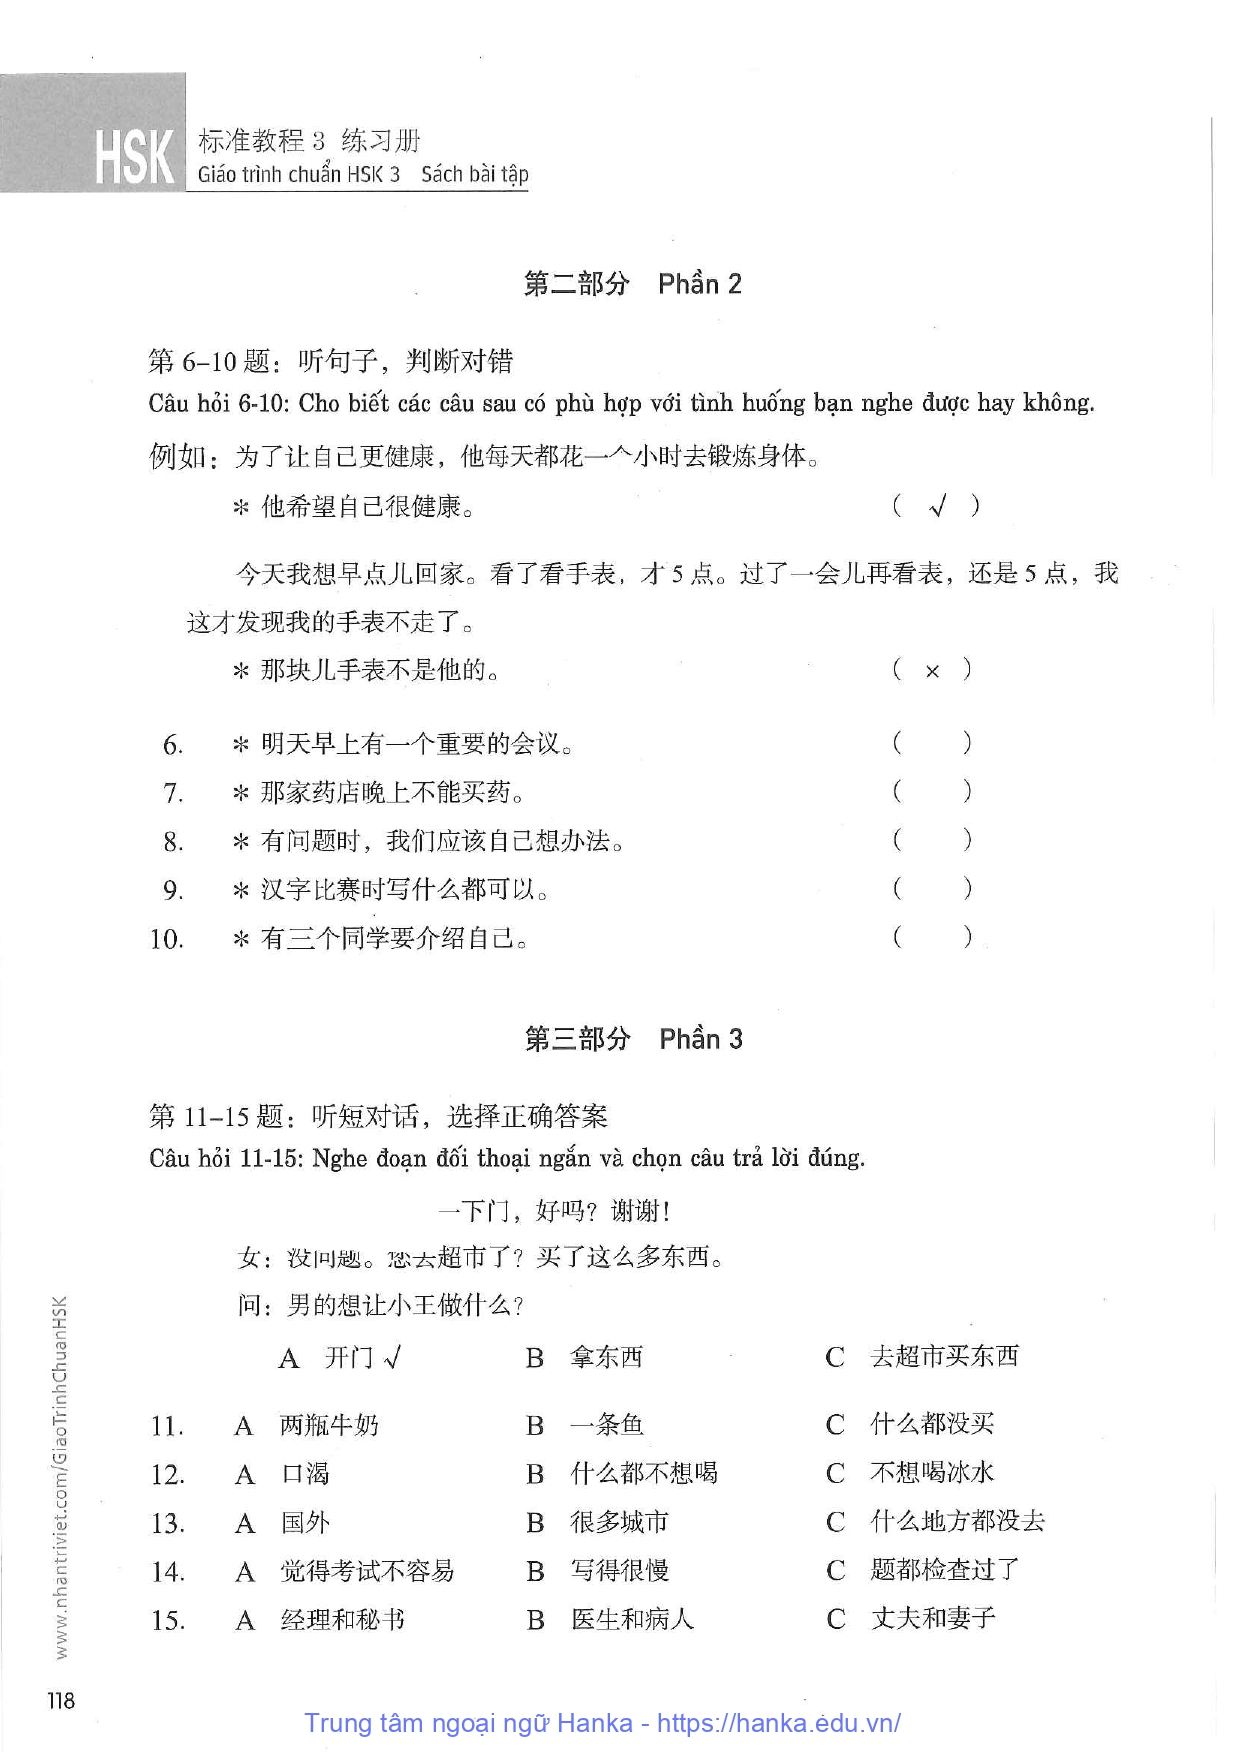 HSK 标准教程 3 练习册
Giáo trình chuẩn HSK 3 Sách bài tập
第二部分 Phần 2
第 6–10 题：听句子，判断对错
Câu hỏi 6-10: Cho biết các câu sau có phù hợp với tình huống bạn nghe được hay không.
例如：为了让自己更健康，他每天都花一个小时去锻炼身体。
＊ 他希望自己很健康。 （ √ ）
今天我想早点儿回家。看了看手表，才 5 点。过了一会儿再看表，还是 5 点，我
这才发现我的手表不走了。
＊ 那块儿手表不是他的。 （ × ）
6. ＊ 明天早上有一个重要的会议。 （ ）
7. ＊ 那家药店晚上不能买药。 （ ）
8. ＊ 有问题时，我们应该自己想办法。 （ ）
9. ＊ 汉字比赛时写什么都可以。 （ ）
10. ＊ 有三个同学要介绍自己。 （ ）
第三部分 Phần 3
第 11–15 题：听短对话，选择正确答案
Câu hỏi 11-15: Nghe đoạn đối thoại ngắn và chọn câu trả lời đúng.
一下门，好吗？谢谢！
女：没问题。您去超市了？买了这么多东西。
问：男的想让小王做什么？
A 开门 √ B 拿东西 C 去超市买东西
11. A 两瓶牛奶 B 一条鱼 C 什么都没买
12. A 口渴 B 什么都不想喝 C 不想喝冰水
13. A 国外 B 很多城市 C 什么地方都没去
14. A 觉得考试不容易 B 写得很慢 C 题都检查过了
15. A 经理和秘书 B 医生和病人 C 丈夫和妻子
www.nhantriviet.com/GiaoTrinhChuanHSK
118
Trung tâm ngoại ngữ Hanka - https://hanka.edu.vn/